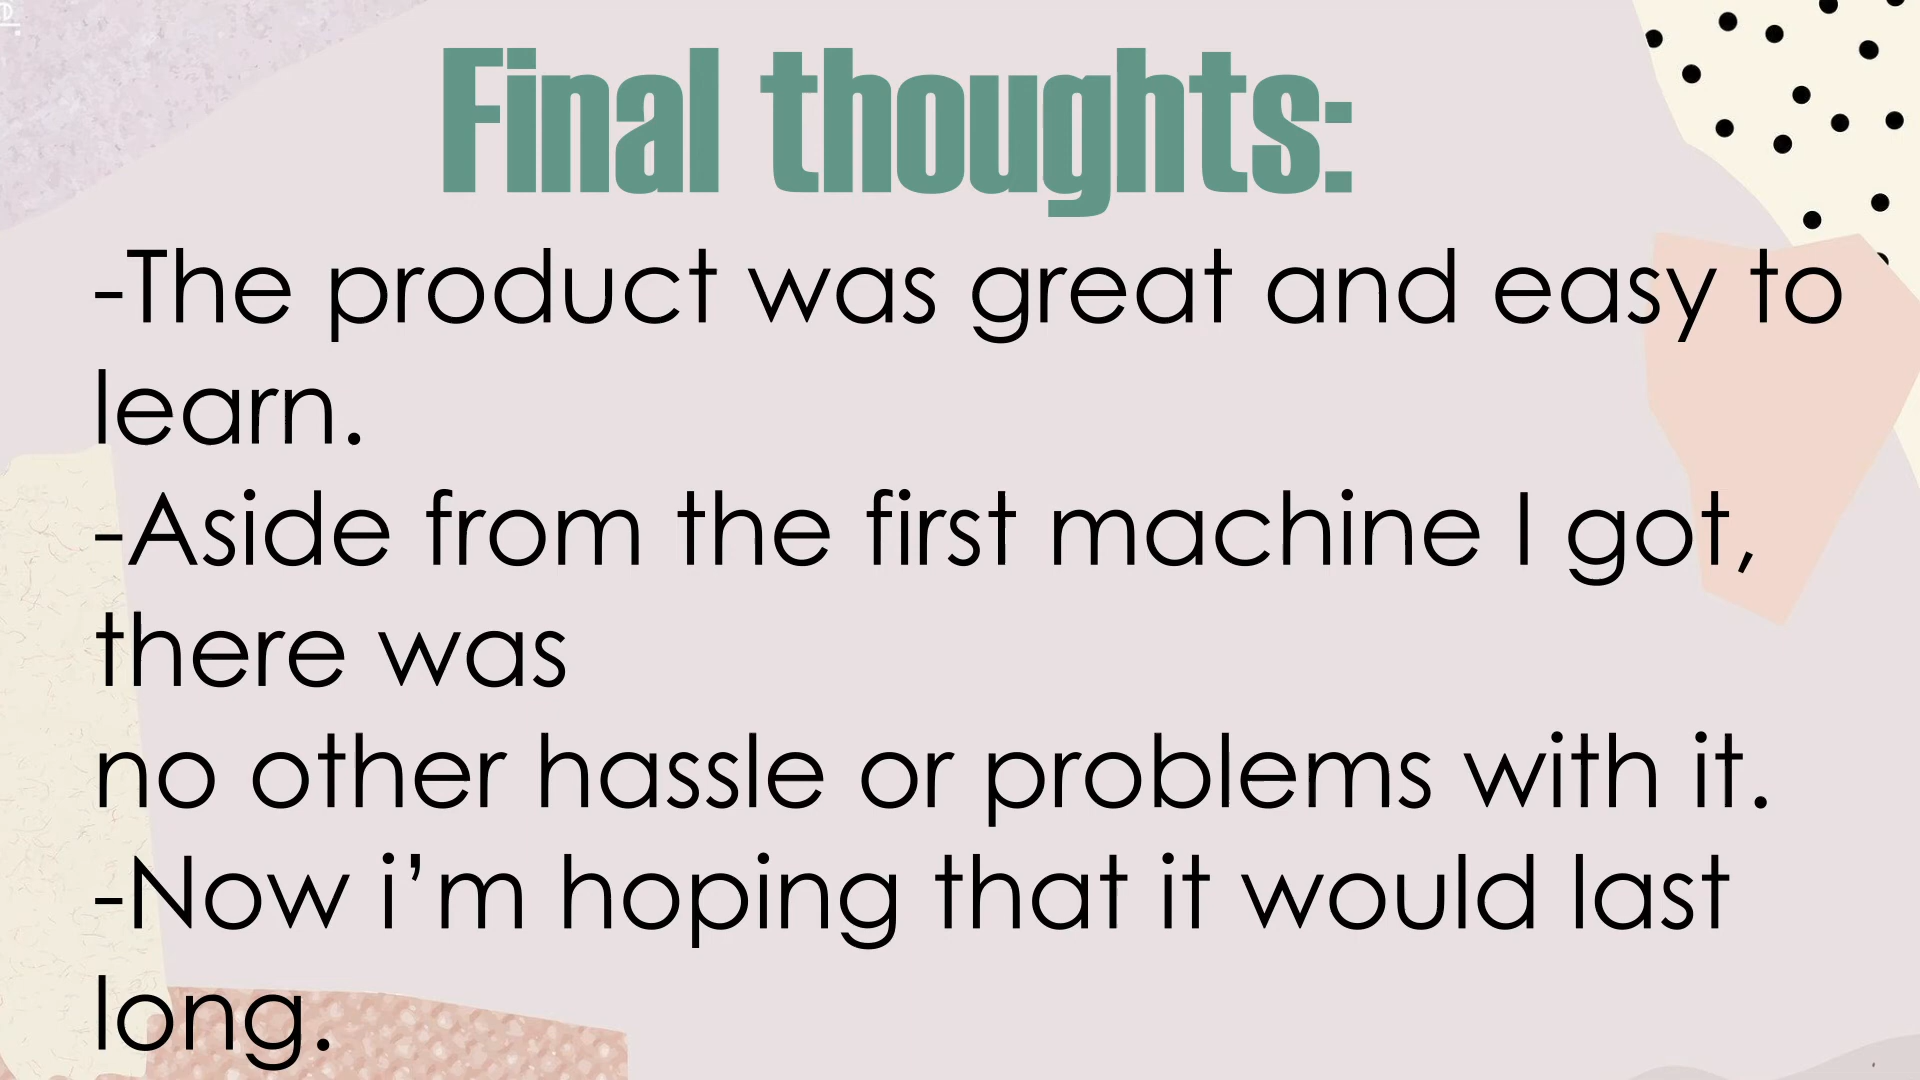 Final thoughts:
-The product was great and easy to
learn.
-Aside from the first machine I got,
there was
no other hassle or problems with it.
-Now i’m hoping that it would last
long.